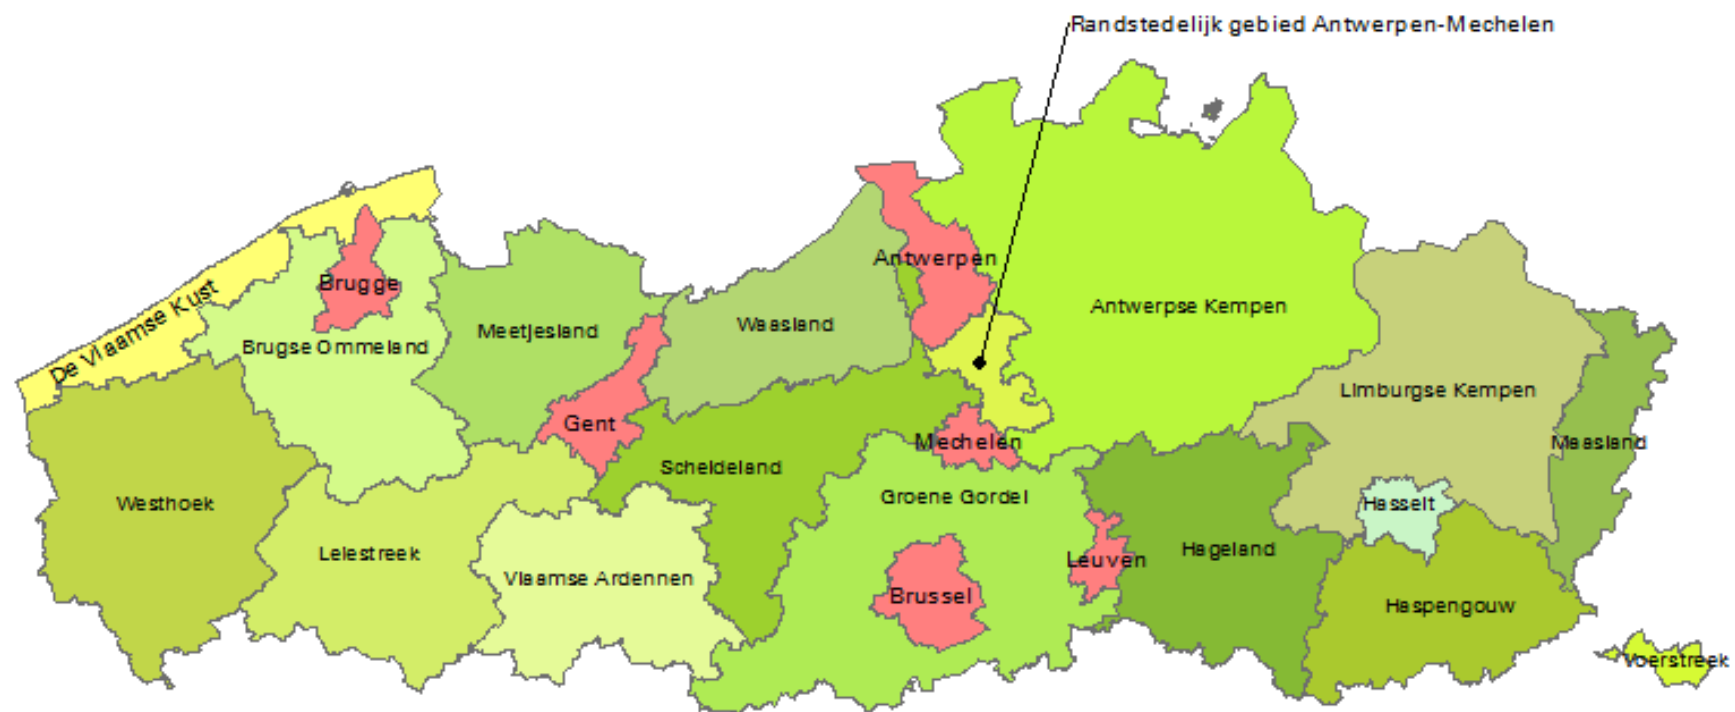 Randstedelijk gebied Antwerpen-Mechelen
Antwerpen
Brugge
Antwerpse Kempen
De Vlaamse Kust
Meetjesland
Waasland
Brugse Ommeland
Limburgse Kempen
Gent
Mechelen
Maasland
Scheldeland
Groene Gordel
Westhoek
Hasselt
Leiestreek
Hageland
Leuven
Vlaamse Ardennen
Brussel
Haspengouw
Voerstreek